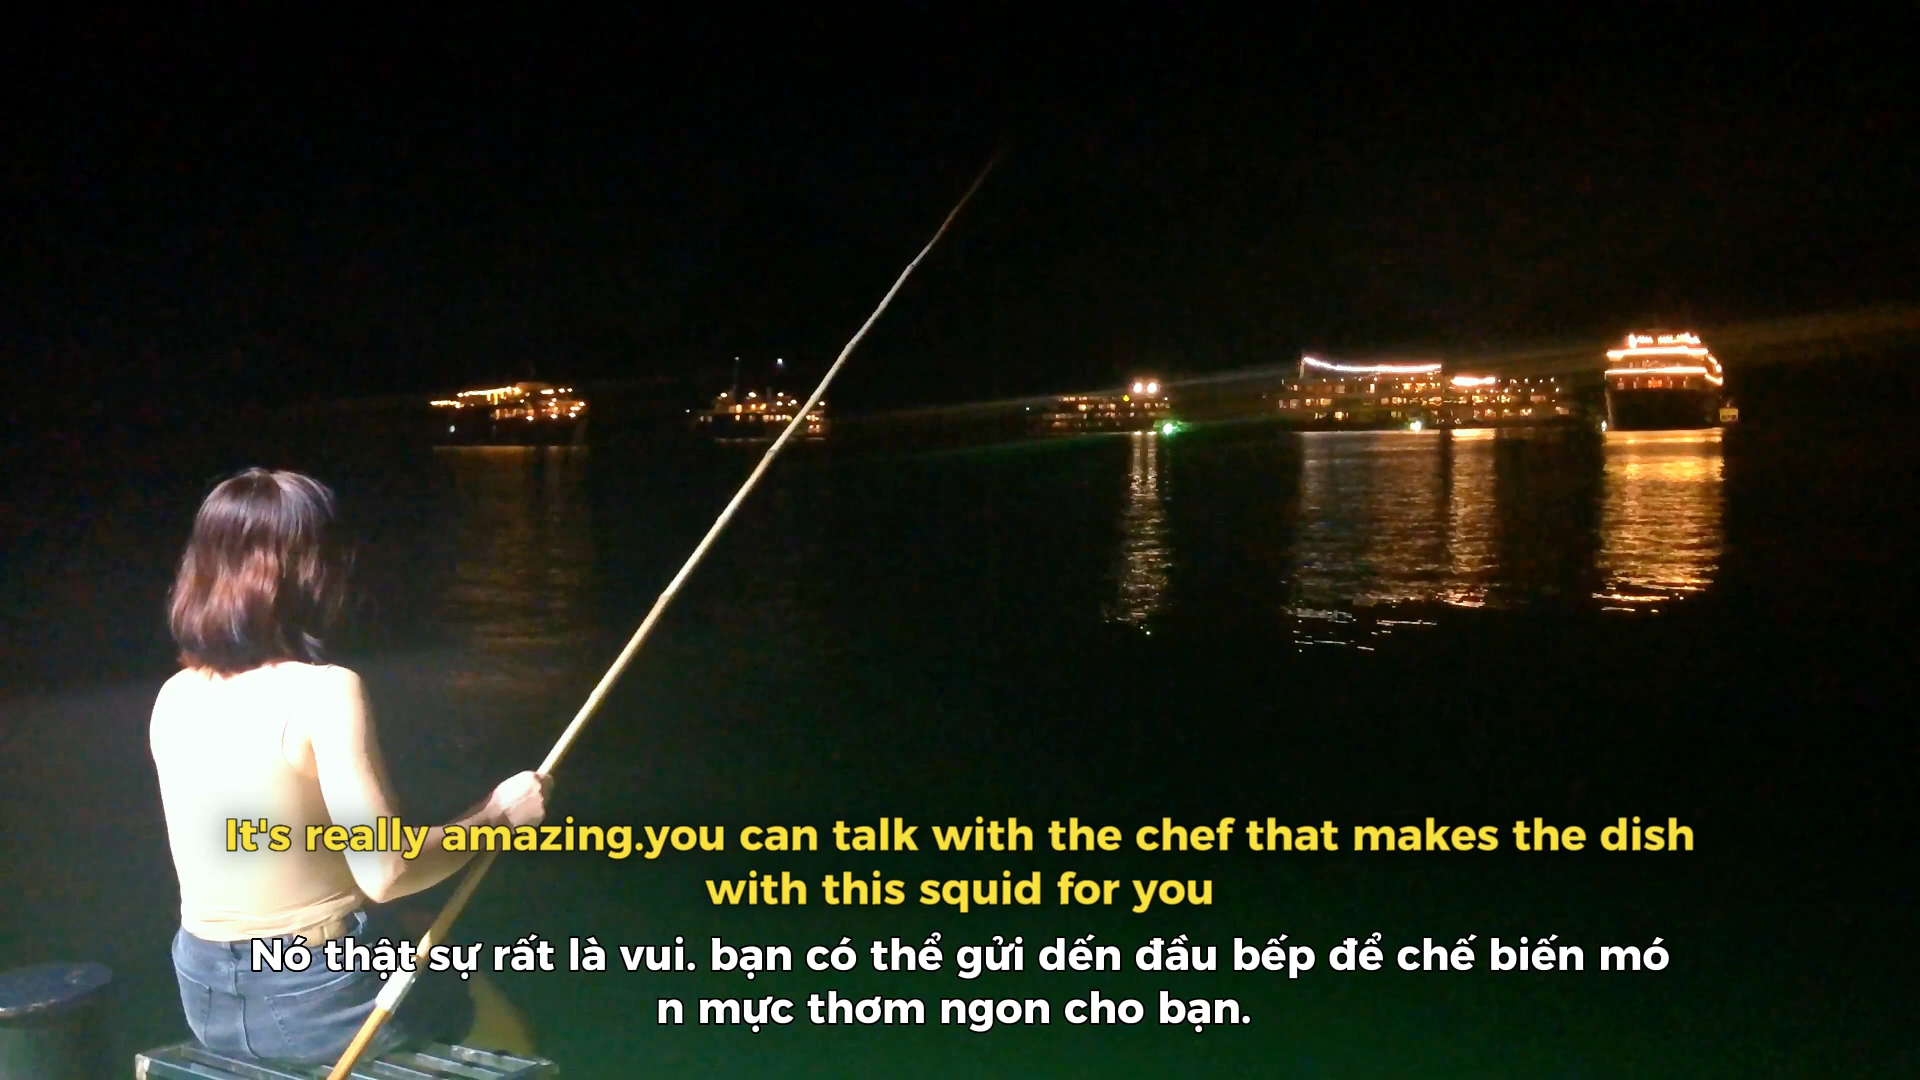 It's really amazing.you can talk with the chef that makes the dish
with this squid for you
Nó thật sự rất là vui. bạn có thể gửi dến đầu bếp để chế biến mó
n mực thơm ngon cho bạn.